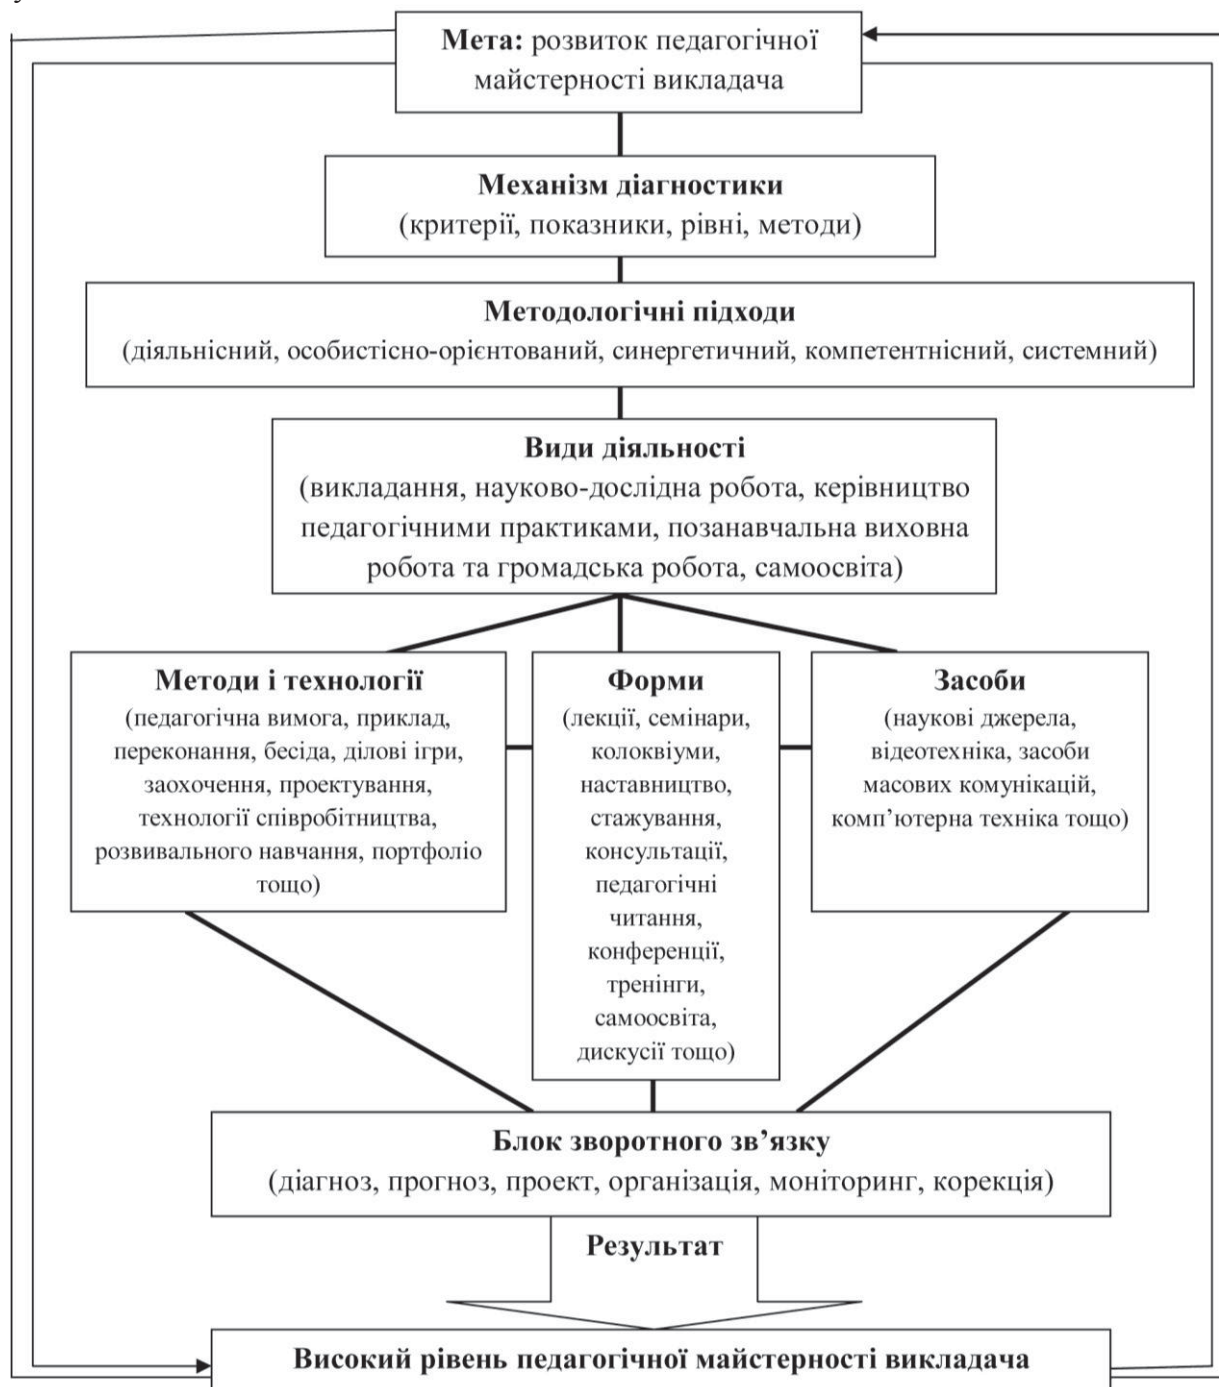 Мета: розвиток педагогічної
майстерності викладача
Механізм діагностики
(критерії, показники, рівні, методи)
Методологічні підходи
(діяльнісний, особистісно-орієнтований, синергетичний, компетентнісний, системний)
Види діяльності
(викладання, науково-дослідна робота, керівництво
педагогічними практиками, позанавчальна виховна
робота та громадська робота, самоосвіта)
Методи і технології
(педагогічна вимога, приклад,
переконання, бесіда, ділові ігри,
заохочення, проектування,
технології співробітництва,
розвивального навчання, портфоліо
тощо)
Форми
(лекції, семінари,
колоквіуми,
наставництво,
стажування,
консультації,
педагогічні
читання,
конференції,
тренінги,
самоосвіта,
дискусії тощо)
Засоби
(наукові джерела,
відеотехніка, засоби
масових комунікацій,
комп’ютерна техніка тощо)
Блок зворотного зв’язку
(діагноз, прогноз, проект, організація, моніторинг, корекція)
Результат
Високий рівень педагогічної майстерності викладача